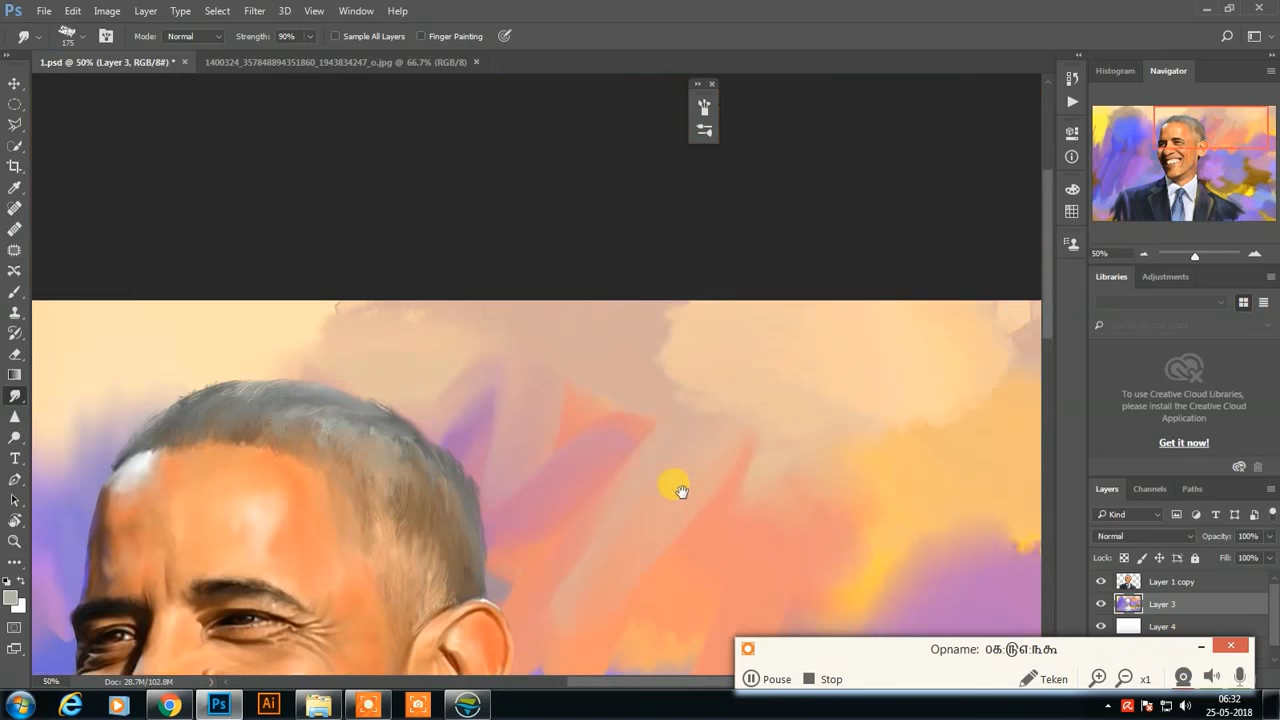 Ps File Edit Image Layer Type Select Filter 3D View Window Help
175 Mode: Normal Strength: 90% Sample All Layers Finger Painting
1.psd @ 50% (Layer 3, RGB/8#) * × 1400324_357848894351860_1943834247_o.jpg @ 66.7% (RGB/8) ×
Histogram Navigator
50%
Libraries Adjustments
To use Creative Cloud Libraries,
please install the Creative Cloud
Application
Get it now!
Layers Channels Paths
Kind
Normal Opacity: 100%
Lock: Fill: 100%
Layer 1 copy
Layer 3
Layer 4
Opname:
Pause Stop Teken x1
50% Doc: 28.7M/102.8M
Ps Ai
06:32
25-05-2018